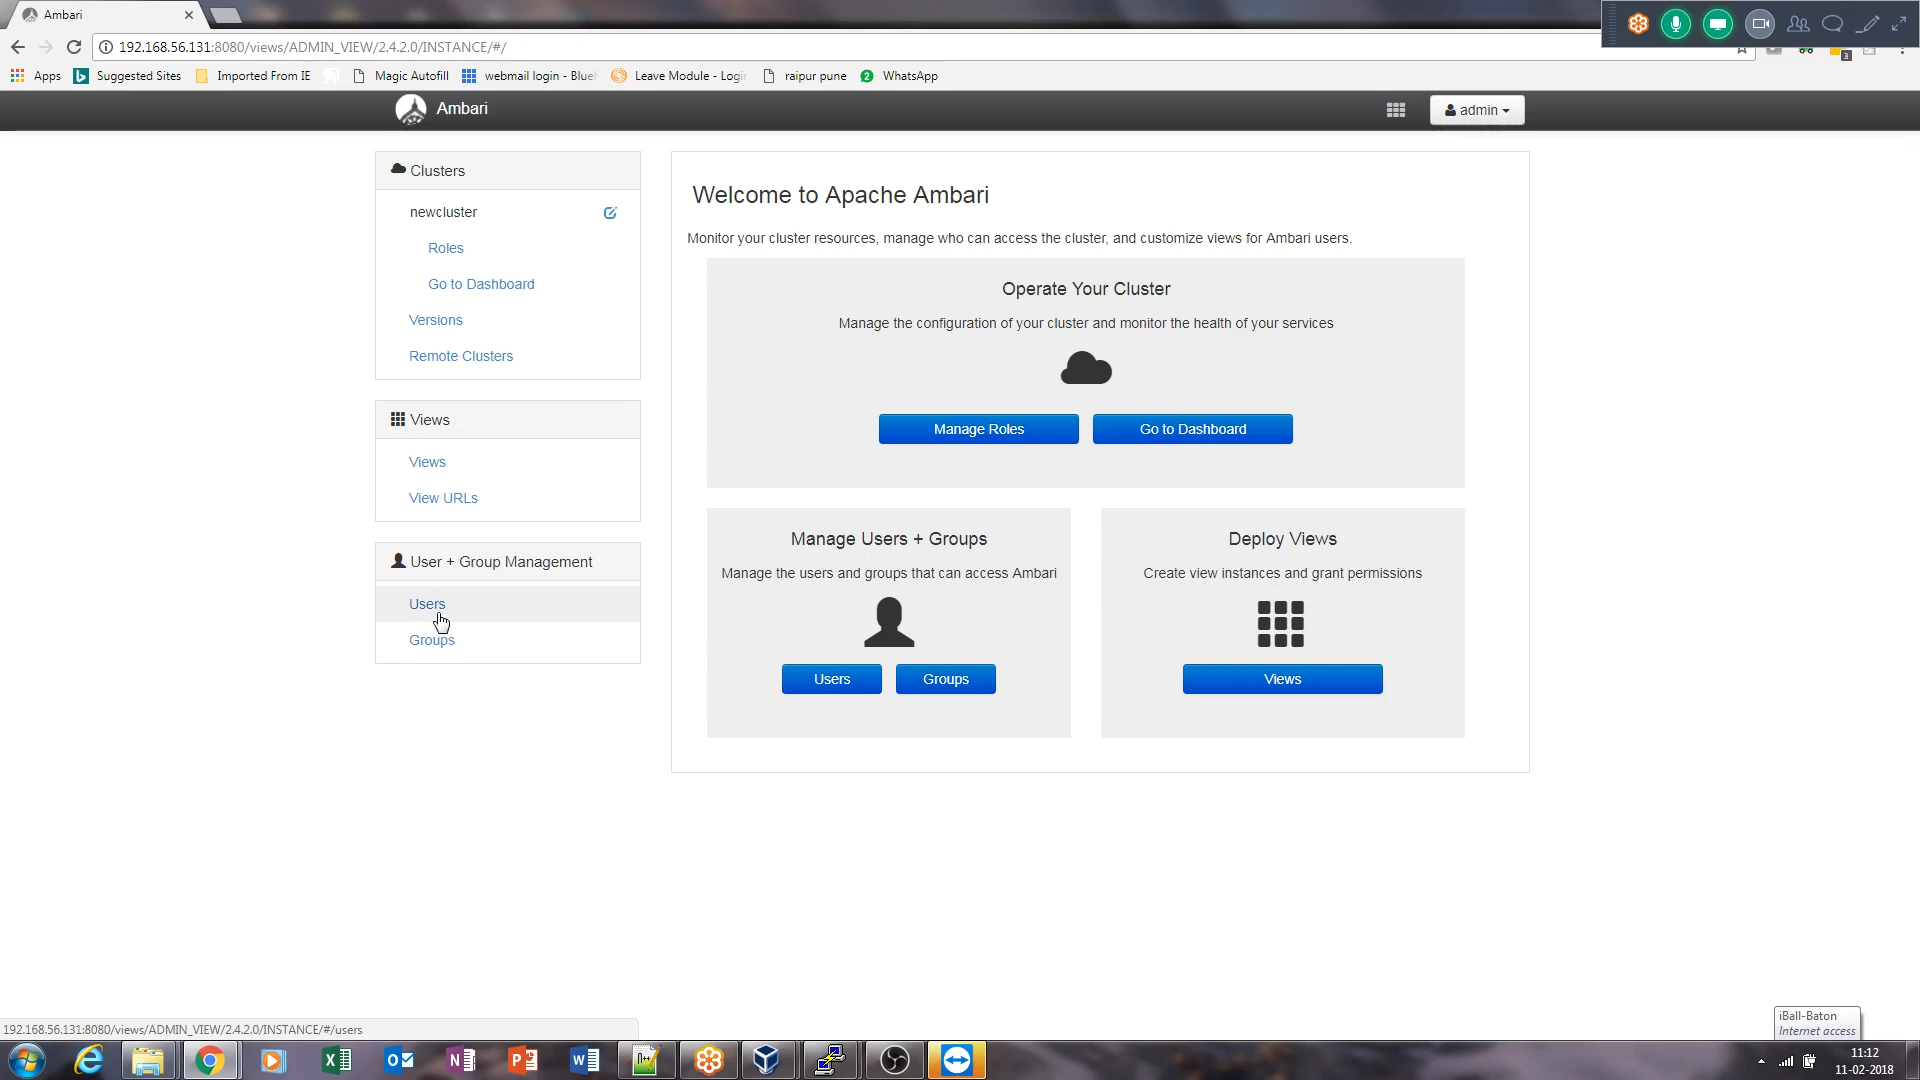 Ambari
192.168.56.131:8080/views/ADMIN_VIEW/2.4.2.0/INSTANCE/#/
3
Apps
Suggested Sites
Imported From IE
Magic Autofill
webmail login - Blue
Leave Module - Logi
raipur pune
2
WhatsApp
Ambari
admin
Clusters
newcluster
Roles
Go to Dashboard
Versions
Remote Clusters
Views
Views
View URLs
User + Group Management
Users
Groups
Welcome to Apache Ambari
Monitor your cluster resources, manage who can access the cluster, and customize views for Ambari users.
Operate Your Cluster
Manage the configuration of your cluster and monitor the health of your services
Manage Roles
Go to Dashboard
Manage Users + Groups
Manage the users and groups that can access Ambari
Users
Groups
Deploy Views
Create view instances and grant permissions
Views
192.168.56.131:8080/views/ADMIN_VIEW/2.4.2.0/INSTANCE/#/users
iBall-Baton
Internet access
11:12
11-02-2018